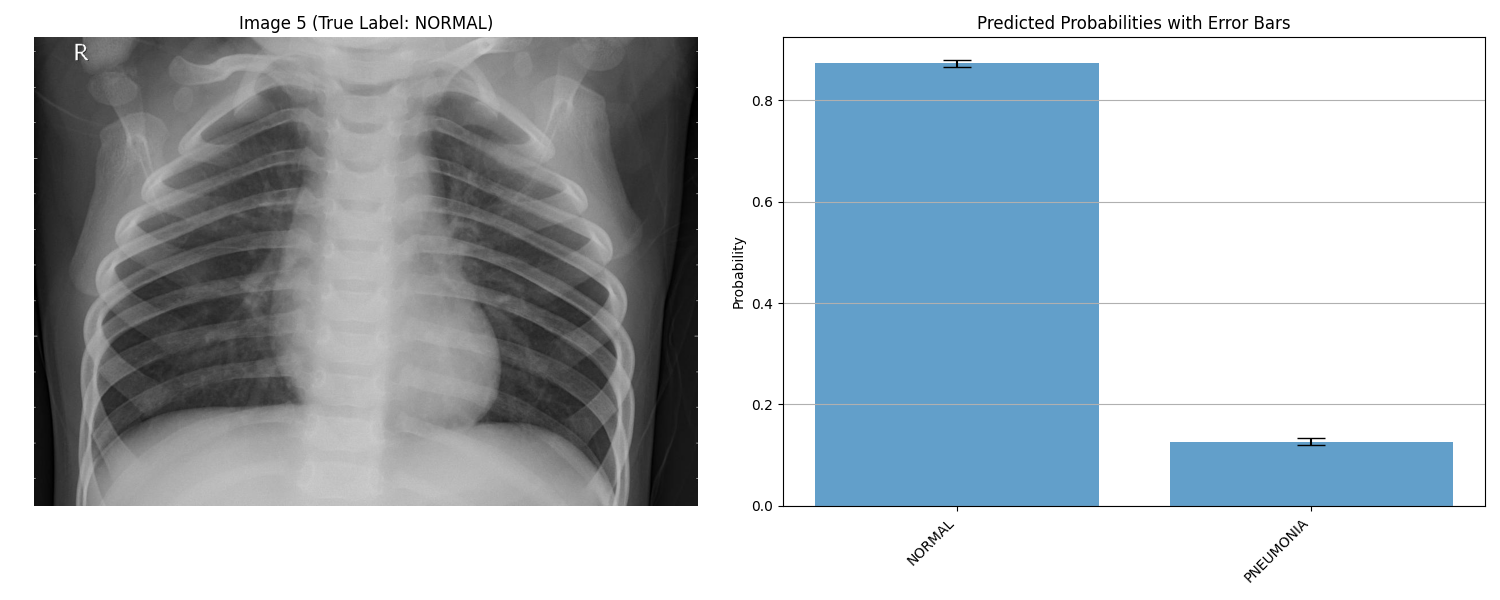 Image 5 (True Label: NORMAL)
R
Predicted Probabilities with Error Bars
Probability
0.8
0.6
0.4
0.2
0.0
NORMAL
PNEUMONIA